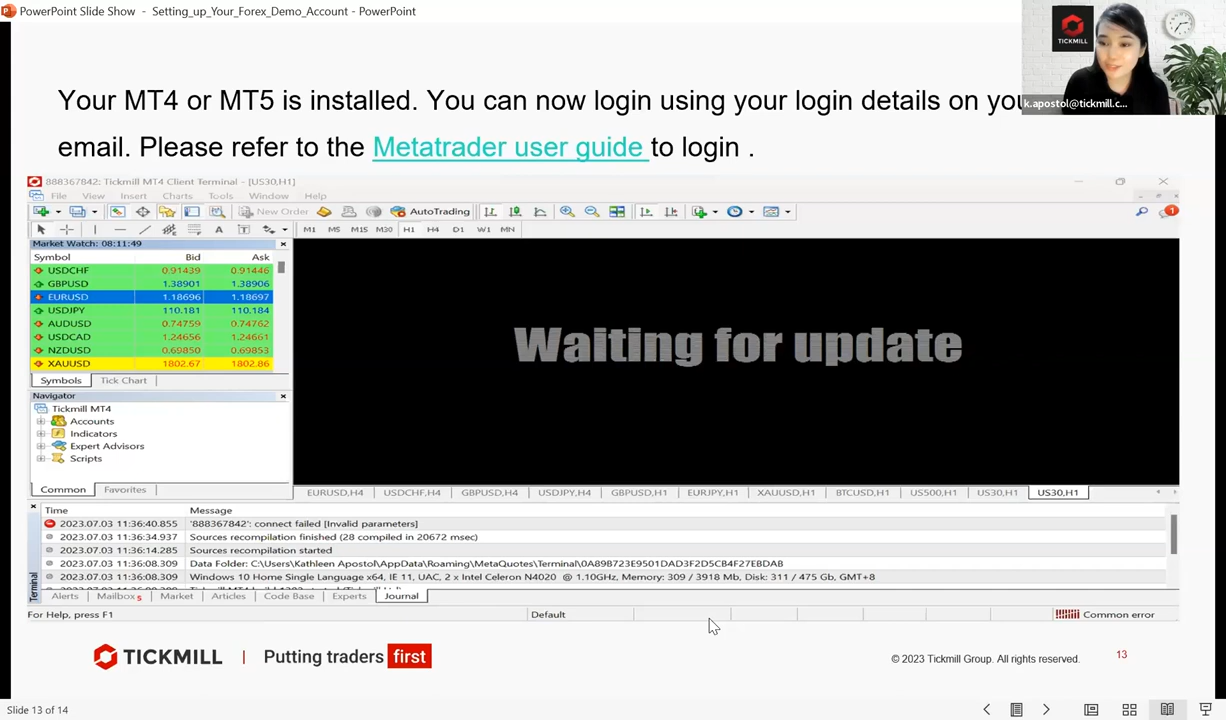 PowerPoint Slide Show - Setting_up_Your_Forex_Demo_Account - PowerPoint
TICKMILL
k.apostol@tickmill.c...
Your MT4 or MT5 is installed. You can now login using your login details on you
email. Please refer to the Metatrader user guide to login .
888367842: Tickmill MT4 Client Terminal - [US30,H1]
File View Insert Charts Tools Window Help
New Order AutoTrading
A T M1 M5 M15 M30 H1 H4 D1 W1 MN
Market Watch: 08:11:49
Symbol Bid Ask
USDCHF 0.91439 0.91446
GBPUSD 1.38901 1.38906
EURUSD 1.18696 1.18697
USDJPY 110.181 110.184
AUDUSD 0.74759 0.74762
USDCAD 1.24656 1.24661
NZDUSD 0.69850 0.69853
XAUUSD 1802.67 1802.86
Symbols Tick Chart
Waiting for update
Navigator
Tickmill MT4
Accounts
Indicators
Expert Advisors
Scripts
Common Favorites
EURUSD,H4 USDCHF,H4 GBPUSD,H4 USDJPY,H4 GBPUSD,H1 EURJPY,H1 XAUUSD,H1 BTCUSD,H1 US500,H1 US30,H1 US30,H1
Time Message
2023.07.03 11:36:40.855 '888367842': connect failed [Invalid parameters]
2023.07.03 11:36:34.937 Sources recompilation finished (28 compiled in 20672 msec)
2023.07.03 11:36:14.285 Sources recompilation started
2023.07.03 11:36:08.309 Data Folder: C:\Users\Kathleen Apostol\AppData\Roaming\MetaQuotes\Terminal\0A89B723E9501DAD3F2D5CB4F27EBDAB
2023.07.03 11:36:08.309 Windows 10 Home Single Language x64, IE 11, UAC, 2 x Intel Celeron N4020 @ 1.10GHz, Memory: 309 / 3918 Mb, Disk: 311 / 475 Gb, GMT+8
Terminal
Alerts Mailbox 5 Market Articles Code Base Experts Journal
For Help, press F1 Default Common error
TICKMILL | Putting traders first
© 2023 Tickmill Group. All rights reserved. 13
Slide 13 of 14